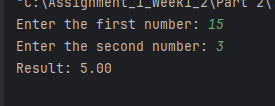 "C:\Assignment_1_Week1_2\Part 2\
Enter the first number: 15
Enter the second number: 3
Result: 5.00